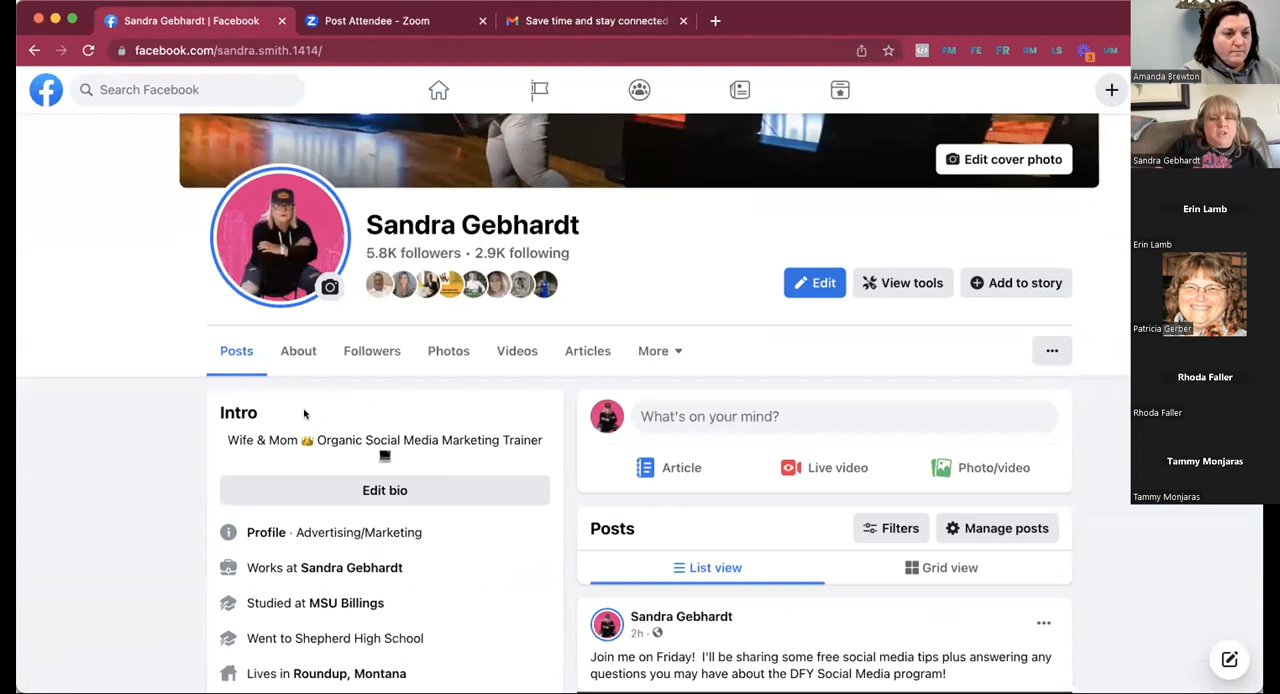 Sandra Gebhardt | Facebook
Post Attendee - Zoom
Save time and stay connected
facebook.com/sandra.smith.1414/
FM FE FR GM LS 3 MM
Search Facebook
Edit cover photo
Sandra Gebhardt
5.8K followers • 2.9K following
Edit
View tools
Add to story
Posts
About
Followers
Photos
Videos
Articles
More
Intro
Wife & Mom 👑 Organic Social Media Marketing Trainer
💻
Edit bio
Profile · Advertising/Marketing
Works at Sandra Gebhardt
Studied at MSU Billings
Went to Shepherd High School
Lives in Roundup, Montana
What's on your mind?
Article
Live video
Photo/video
Posts
Filters
Manage posts
List view
Grid view
Sandra Gebhardt
2h ·
Join me on Friday! I'll be sharing some free social media tips plus answering any
questions you may have about the DFY Social Media program!
Amanda Brewton
Sandra Gebhardt
Erin Lamb
Erin Lamb
Patricia Gerber
Rhoda Faller
Rhoda Faller
Tammy Monjaras
Tammy Monjaras